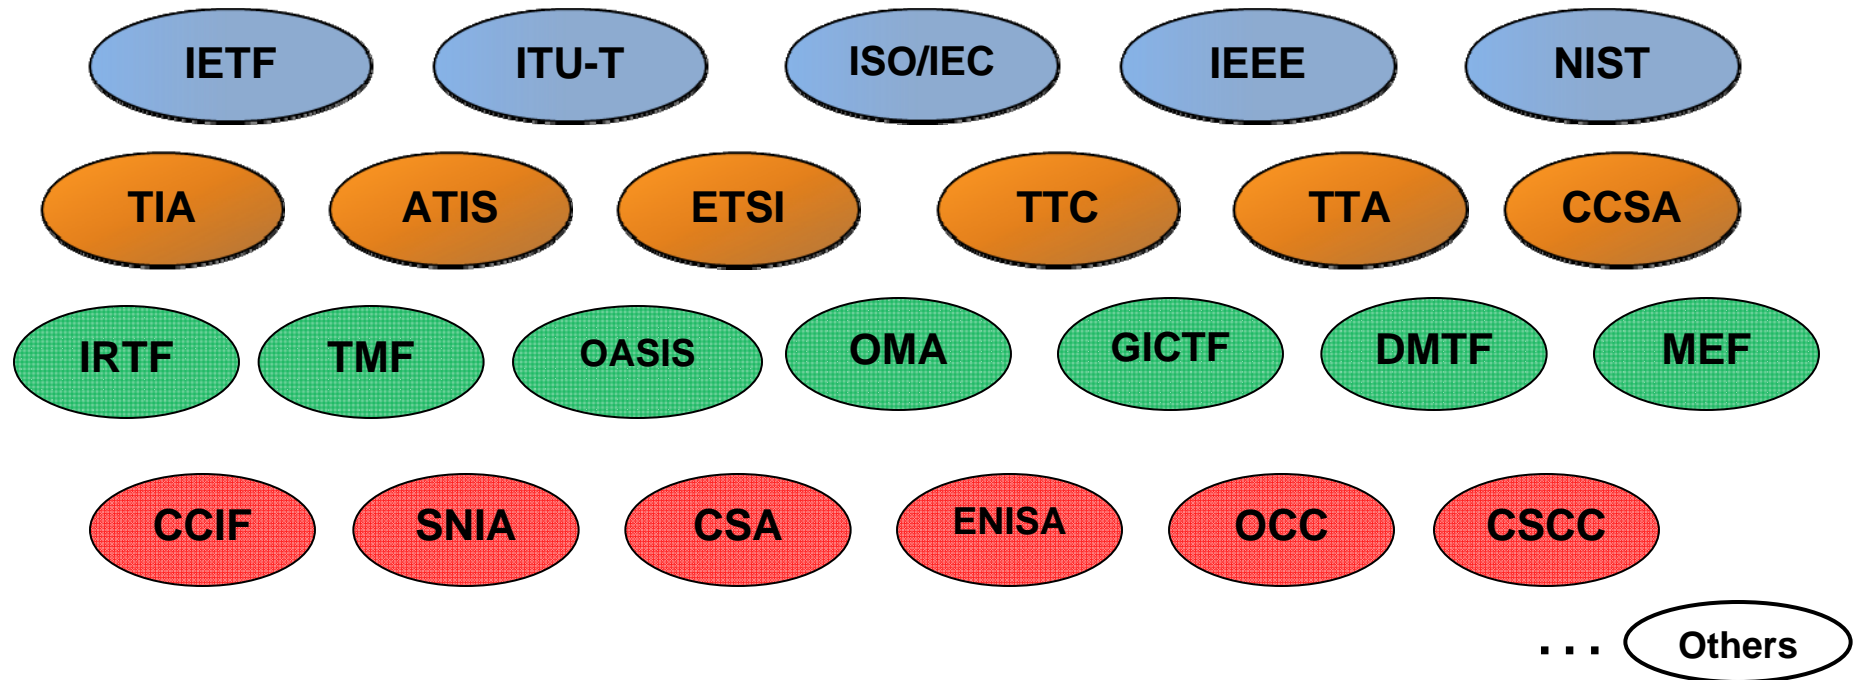 IETF ITU-T ISO/IEC IEEE NIST
TIA ATIS ETSI TTC TTA CCSA
IRTF TMF OASIS OMA GICTF DMTF MEF
CCIF SNIA CSA ENISA OCC CSCC
... Others